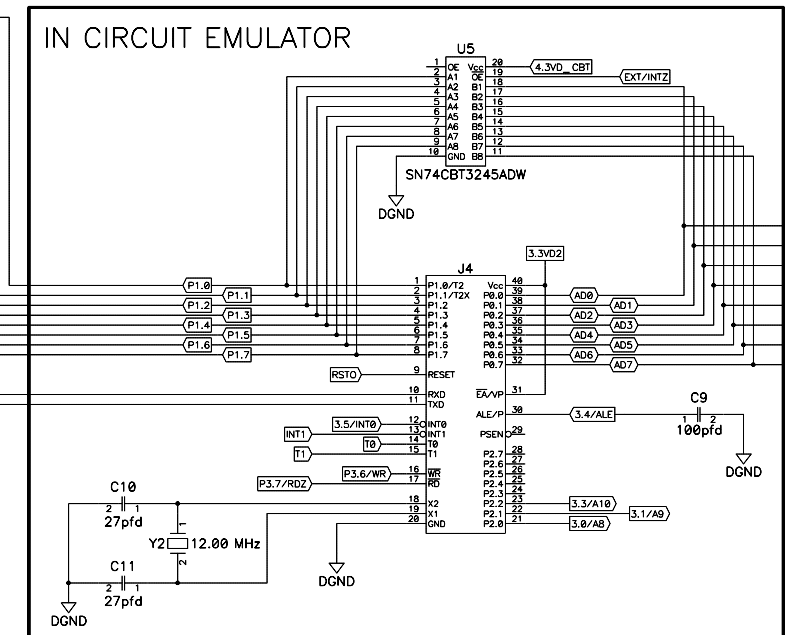 IN CIRCUIT EMULATOR
U5
1 OE Vcc 20 4.3VD_CBT
2 A1 OE 19 EXT/INTZ
3 A2 B1 18
4 A3 B2 17
5 A4 B3 16
6 A5 B4 15
7 A6 B5 14
8 A7 B6 13
9 A8 B7 12
10 GND B8 11
SN74CBT3245ADW
DGND
3.3VD2
J4
P1.0 1 P1.0/T2 Vcc 40
P1.1 2 P1.1/T2X P0.0 39 AD0
P1.2 3 P1.2 P0.1 38 AD1
P1.3 4 P1.3 P0.2 37 AD2
P1.4 5 P1.4 P0.3 36 AD3
P1.5 6 P1.5 P0.4 35 AD4
P1.6 7 P1.6 P0.5 34 AD5
P1.7 8 P1.7 P0.6 33 AD6
P0.7 32 AD7
RSTO 9 RESET
10 RXD EA/VP 31
11 TXD
ALE/P 30 3.4/ALE
C9
1 2
100pfd
DGND
3.5/INT0 12 INT0
INT1 13 INT1 PSEN 29
T0 14 T0
T1 15 T1 P2.7 28
P2.6 27
P3.6/WR 16 WR P2.5 26
P3.7/RDZ 17 RD P2.4 25
P2.3 24
18 X2 P2.2 23 3.3/A10
19 X1 P2.1 22 3.1/A9
20 GND P2.0 21 3.0/A8
DGND
C10
2 1
27pfd
1
Y2 12.00 MHz
2
C11
2 1
27pfd
DGND